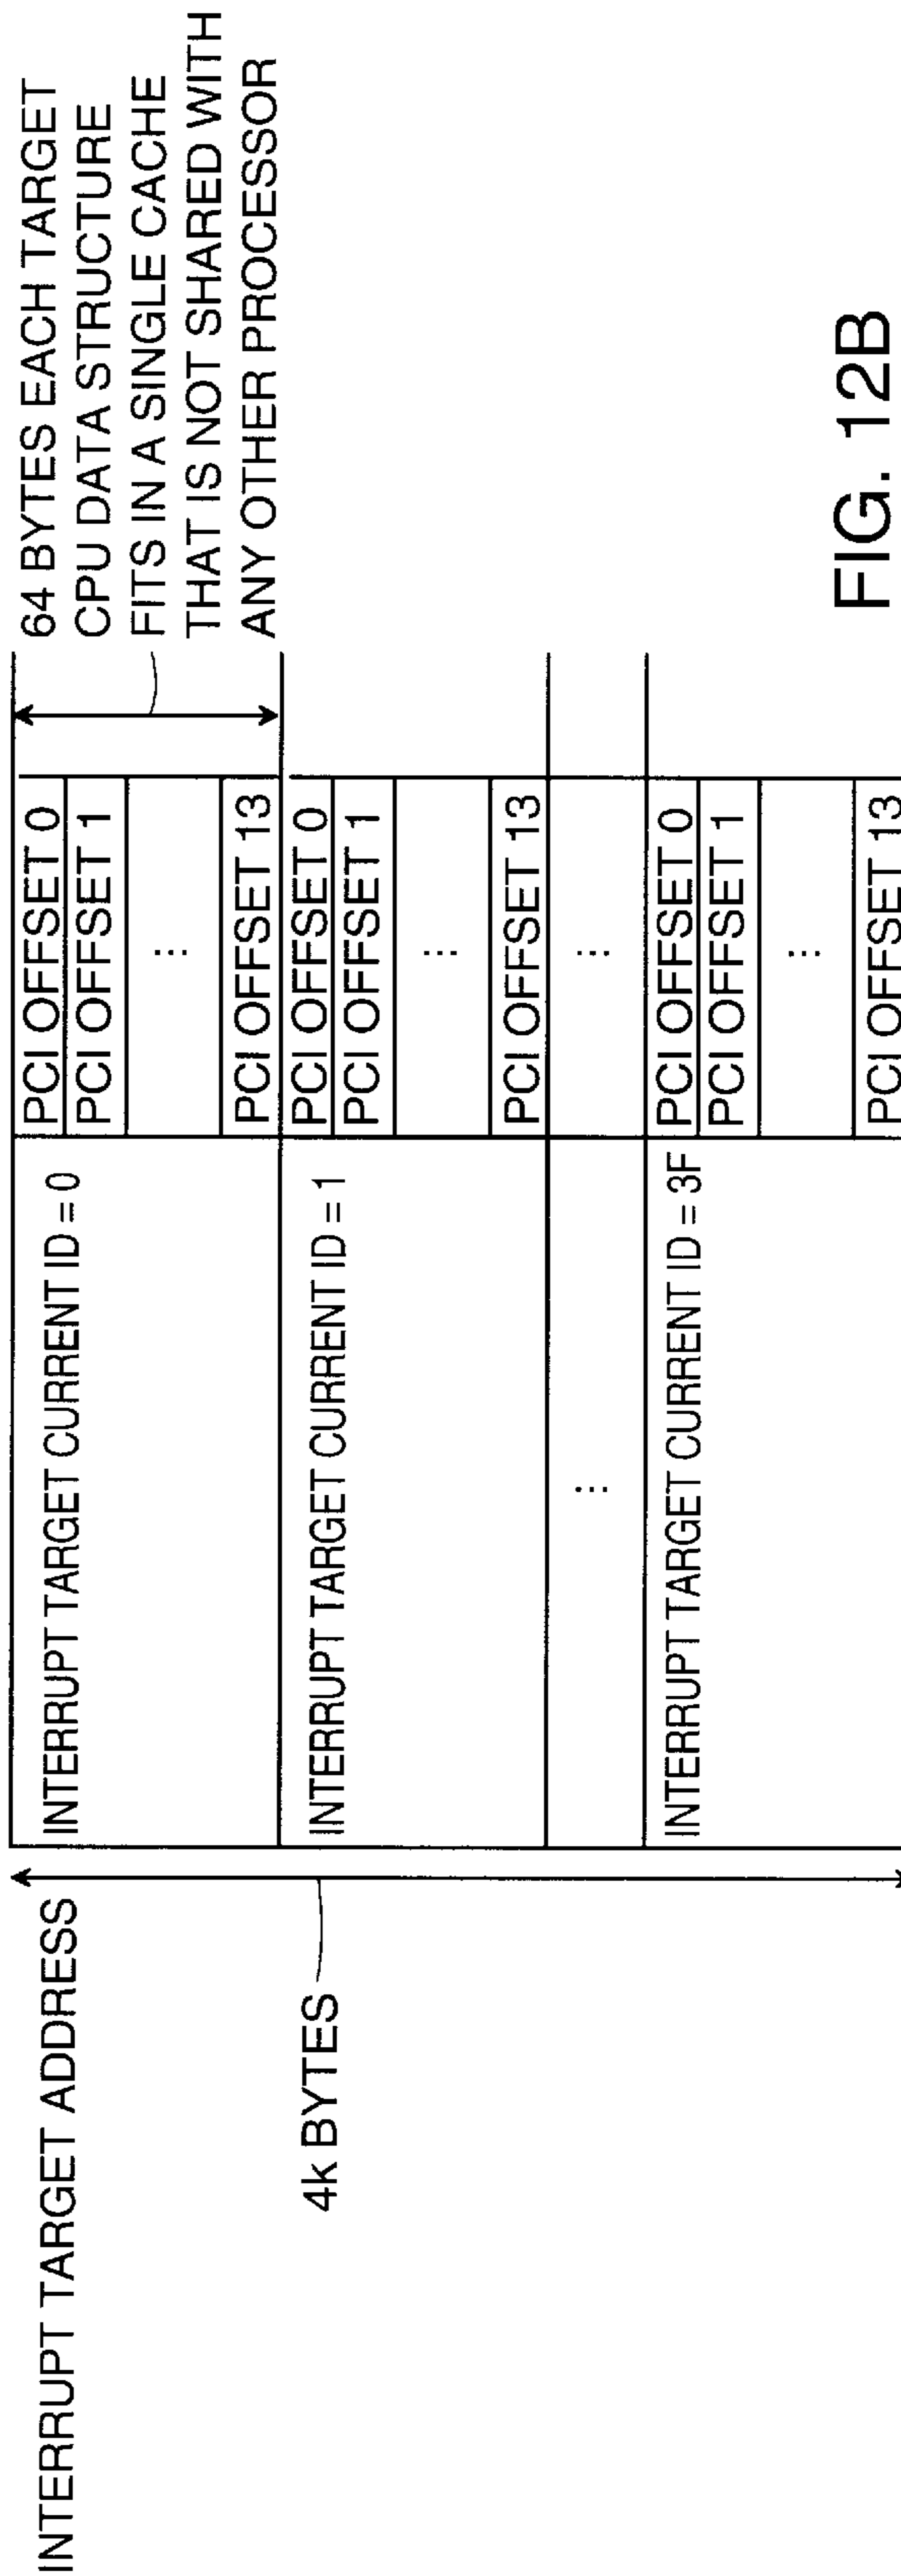 INTERRUPT TARGET ADDRESS
4k BYTES
INTERRUPT TARGET CURRENT ID = 0
PCI OFFSET 0
PCI OFFSET 1
...
PCI OFFSET 13
INTERRUPT TARGET CURRENT ID = 1
PCI OFFSET 0
PCI OFFSET 1
...
PCI OFFSET 13
...
...
INTERRUPT TARGET CURRENT ID = 3F
PCI OFFSET 0
PCI OFFSET 1
...
PCI OFFSET 13
64 BYTES EACH TARGET
CPU DATA STRUCTURE
FITS IN A SINGLE CACHE
THAT IS NOT SHARED WITH
ANY OTHER PROCESSOR
FIG. 12B